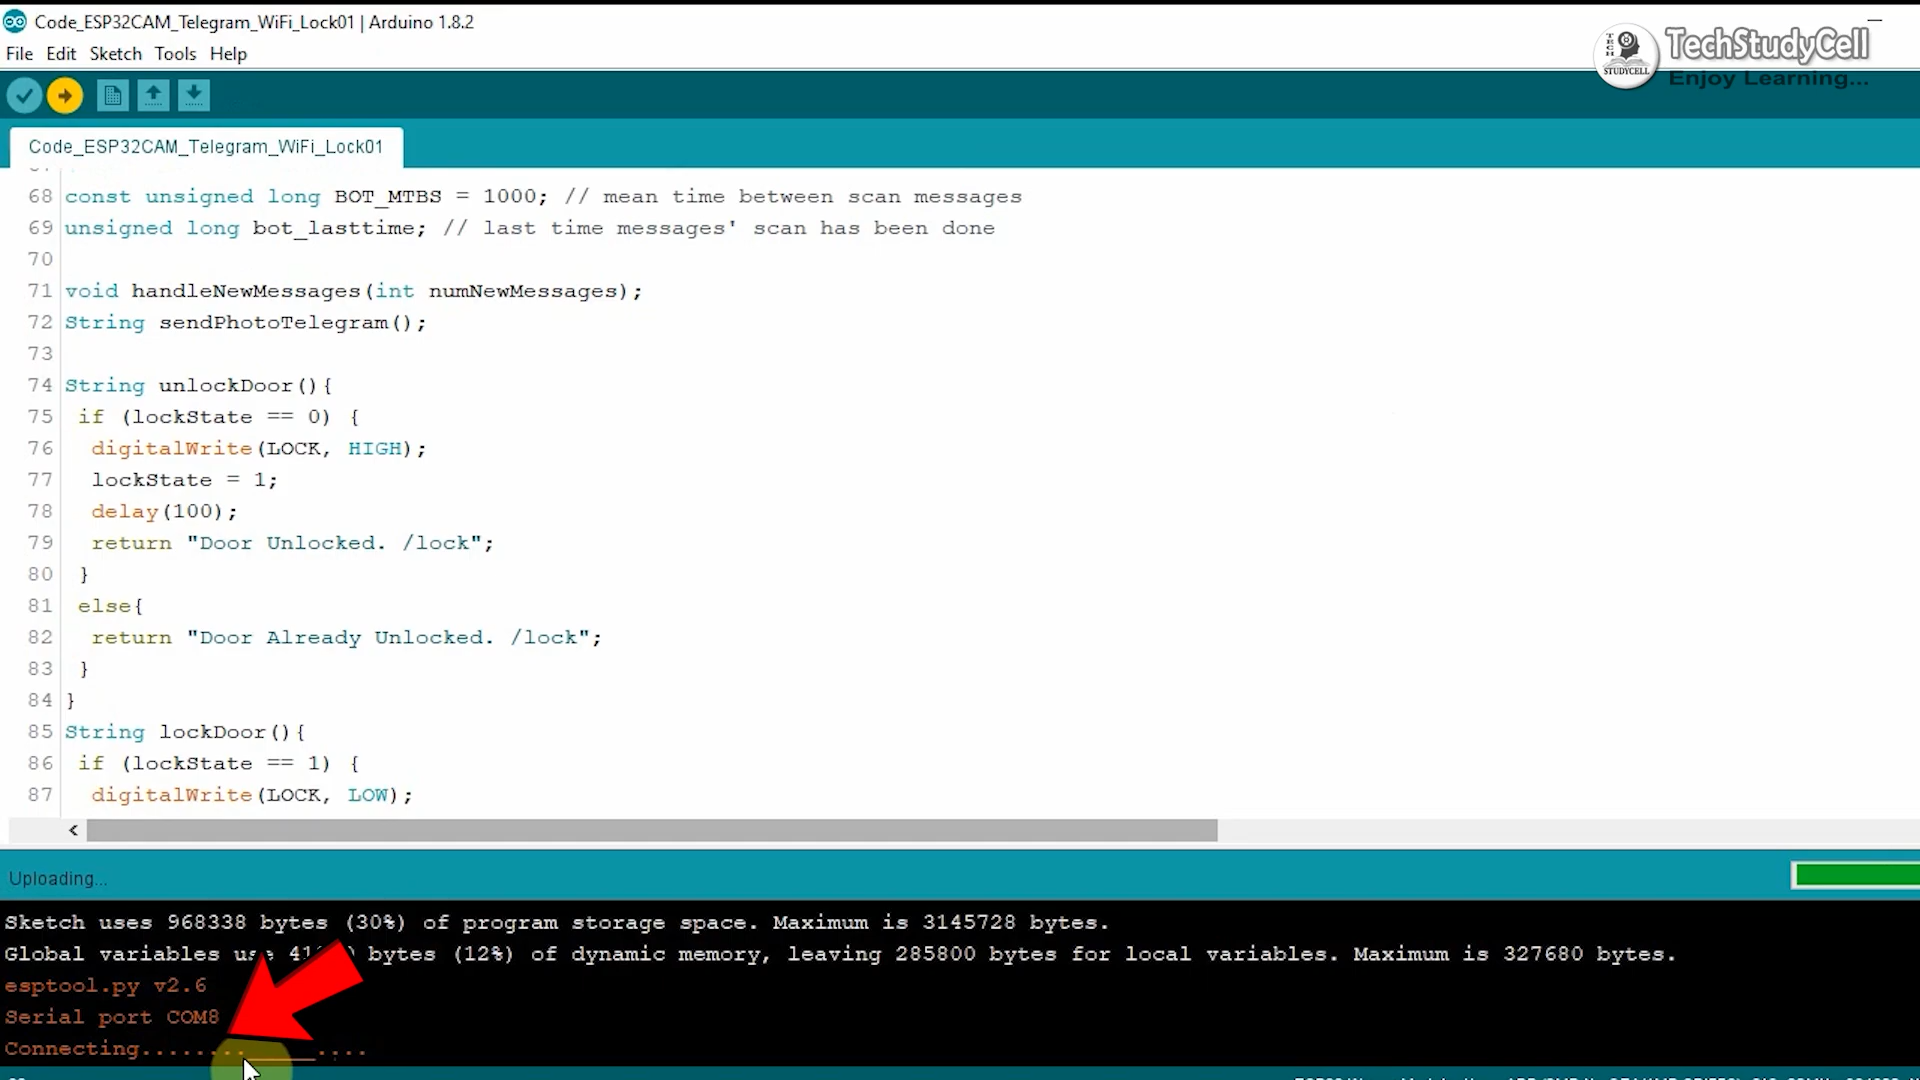 Code_ESP32CAM_Telegram_WiFi_Lock01 | Arduino 1.8.2
File Edit Sketch Tools Help
TECH
STUDYCELL
TechStudyCell
Enjoy Learning...
Code_ESP32CAM_Telegram_WiFi_Lock01
68 const unsigned long BOT_MTBS = 1000; // mean time between scan messages
69 unsigned long bot_lasttime; // last time messages' scan has been done
70
71 void handleNewMessages(int numNewMessages);
72 String sendPhotoTelegram();
73
74 String unlockDoor(){
75 if (lockState == 0) {
76 digitalWrite(LOCK, HIGH);
77 lockState = 1;
78 delay(100);
79 return "Door Unlocked. /lock";
80 }
81 else{
82 return "Door Already Unlocked. /lock";
83 }
84 }
85 String lockDoor(){
86 if (lockState == 1) {
87 digitalWrite(LOCK, LOW);
Uploading...
Sketch uses 968338 bytes (30%) of program storage space. Maximum is 3145728 bytes.
Global variables use bytes (12%) of dynamic memory, leaving 285800 bytes for local variables. Maximum is 327680 bytes.
esptool.py v2.6
Serial port COM8
Connecting........_____....